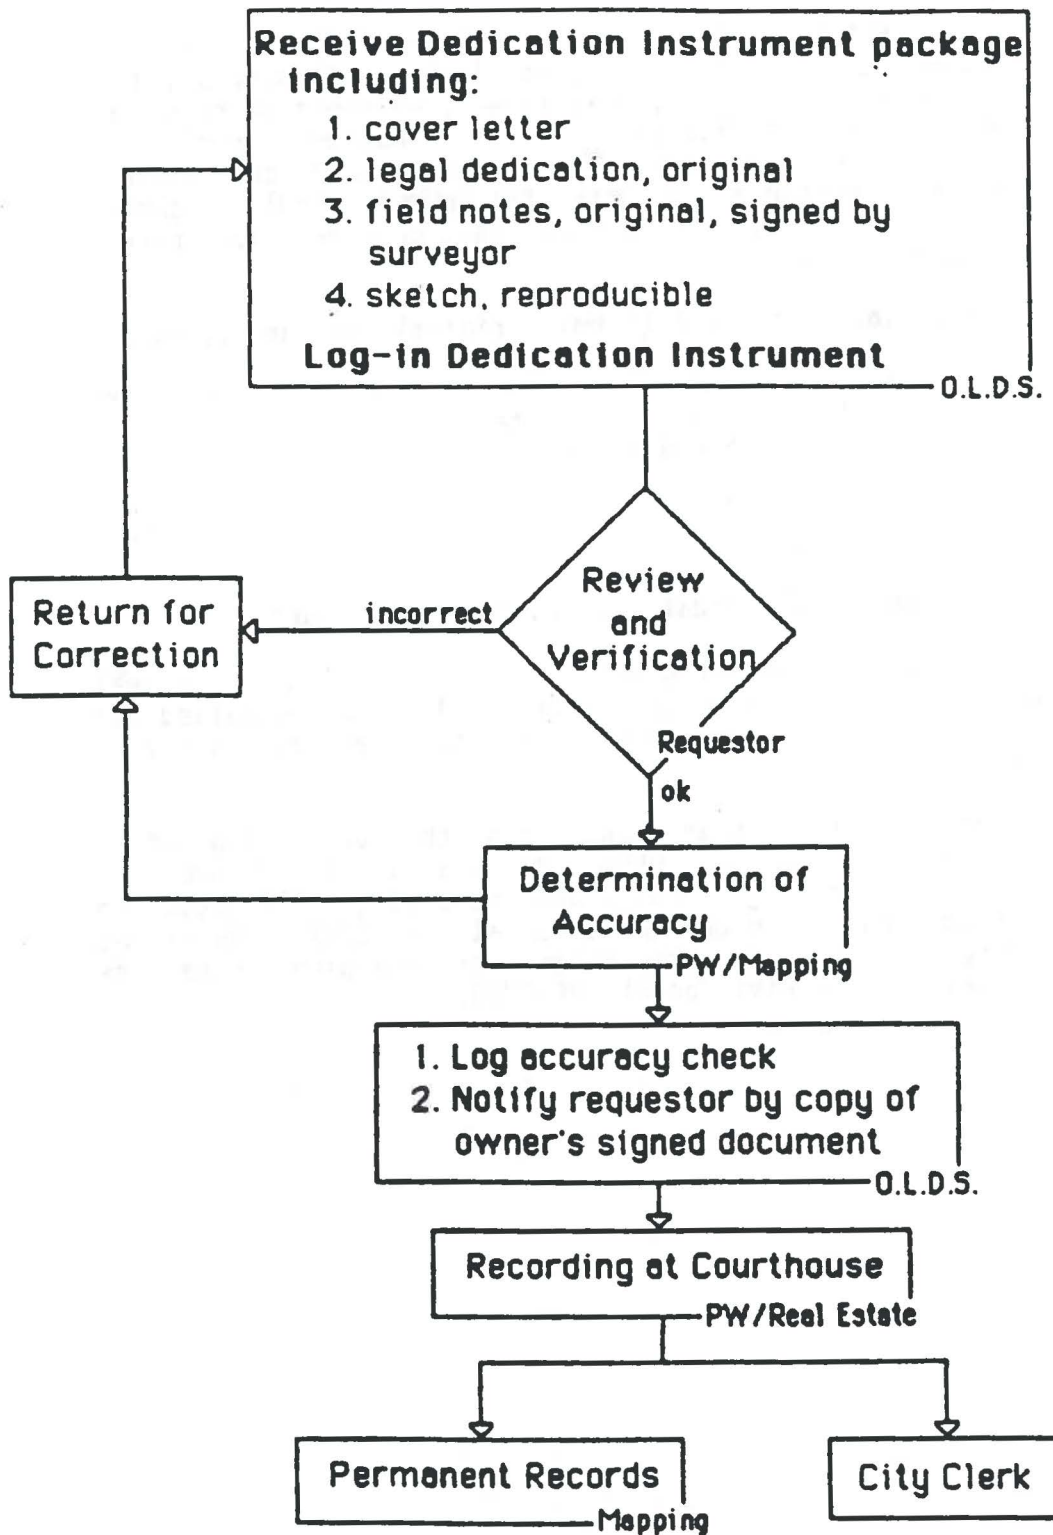 Receive Dedication Instrument package
including:
1. cover letter
2. legal dedication, original
3. field notes, original, signed by
surveyor
4. sketch, reproducible
Log-in Dedication Instrument
O.L.D.S.
Review
and
Verification
Requestor
incorrect
Return for
Correction
ok
Determination of
Accuracy
PW/Mapping
1. Log accuracy check
2. Notify requestor by copy of
owner's signed document
O.L.D.S.
Recording at Courthouse
PW/Real Estate
Permanent Records
Mapping
City Clerk